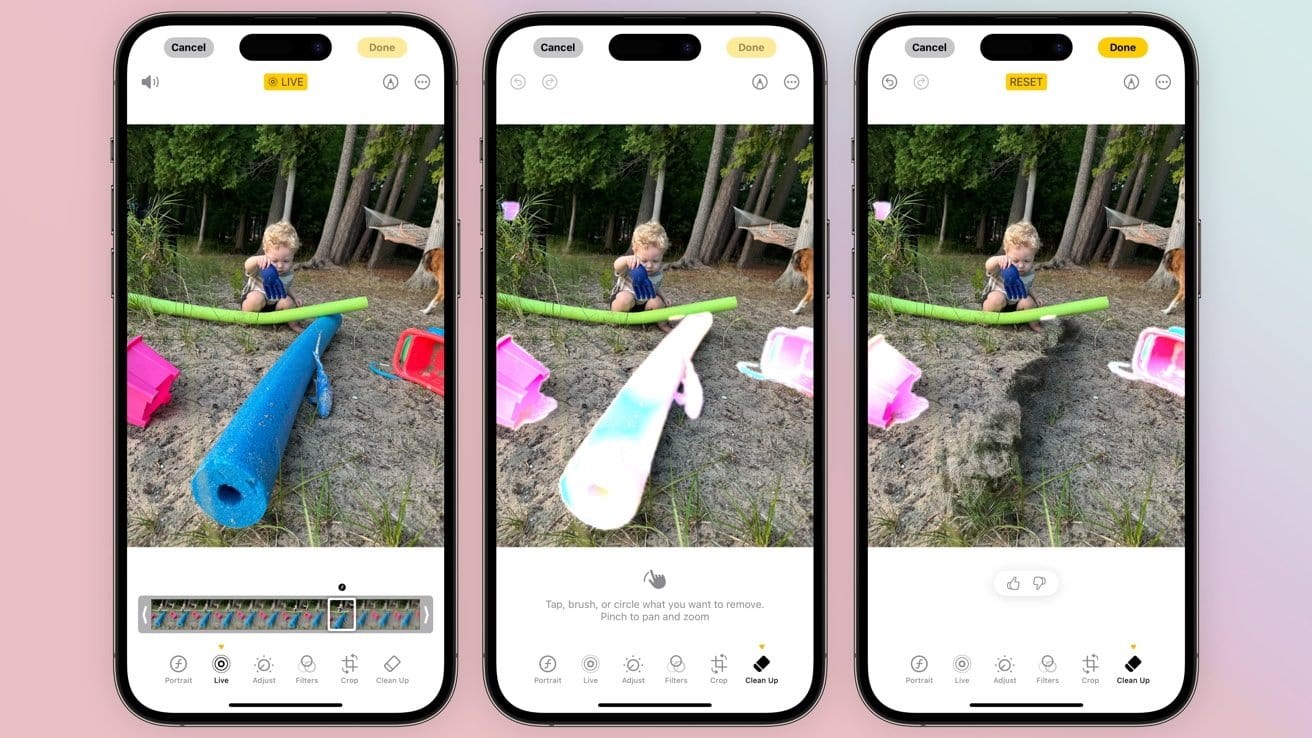 Cancel Done
LIVE
Portrait Live Adjust Filters Crop Clean Up
Cancel Done
Tap, brush, or circle what you want to remove.
Pinch to pan and zoom
Portrait Live Adjust Filters Crop Clean Up
Cancel Done
RESET
Portrait Live Adjust Filters Crop Clean Up